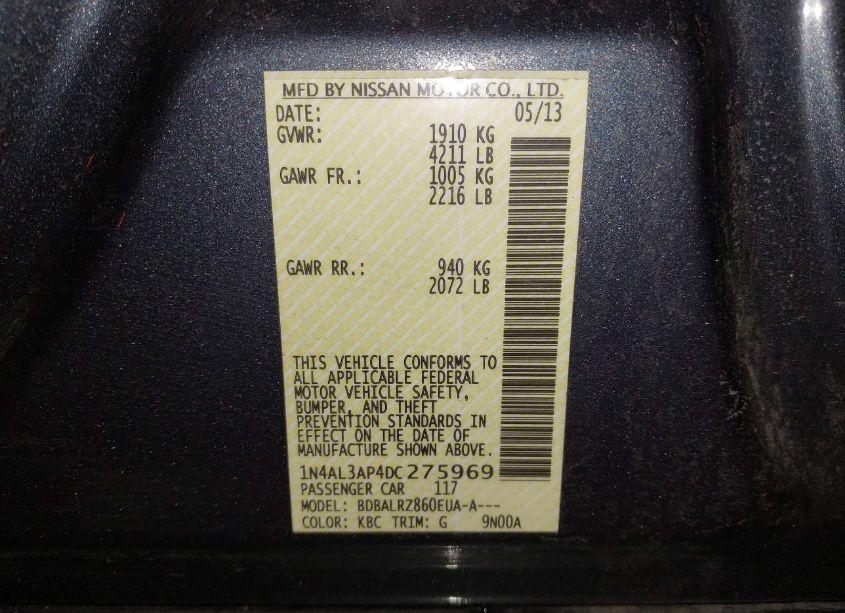 MFD BY NISSAN MOTOR CO., LTD.
DATE: 05/13
GVWR: 1910 KG
4211 LB
GAWR FR.: 1005 KG
2216 LB
GAWR RR.: 940 KG
2072 LB
THIS VEHICLE CONFORMS TO
ALL APPLICABLE FEDERAL
MOTOR VEHICLE SAFETY,
BUMPER, AND THEFT
PREVENTION STANDARDS IN
EFFECT ON THE DATE OF
MANUFACTURE SHOWN ABOVE.
1N4AL3AP4DC275969
PASSENGER CAR 117
MODEL: BDBALRZ860EUA-A---
COLOR: KBC TRIM: G 9N00A